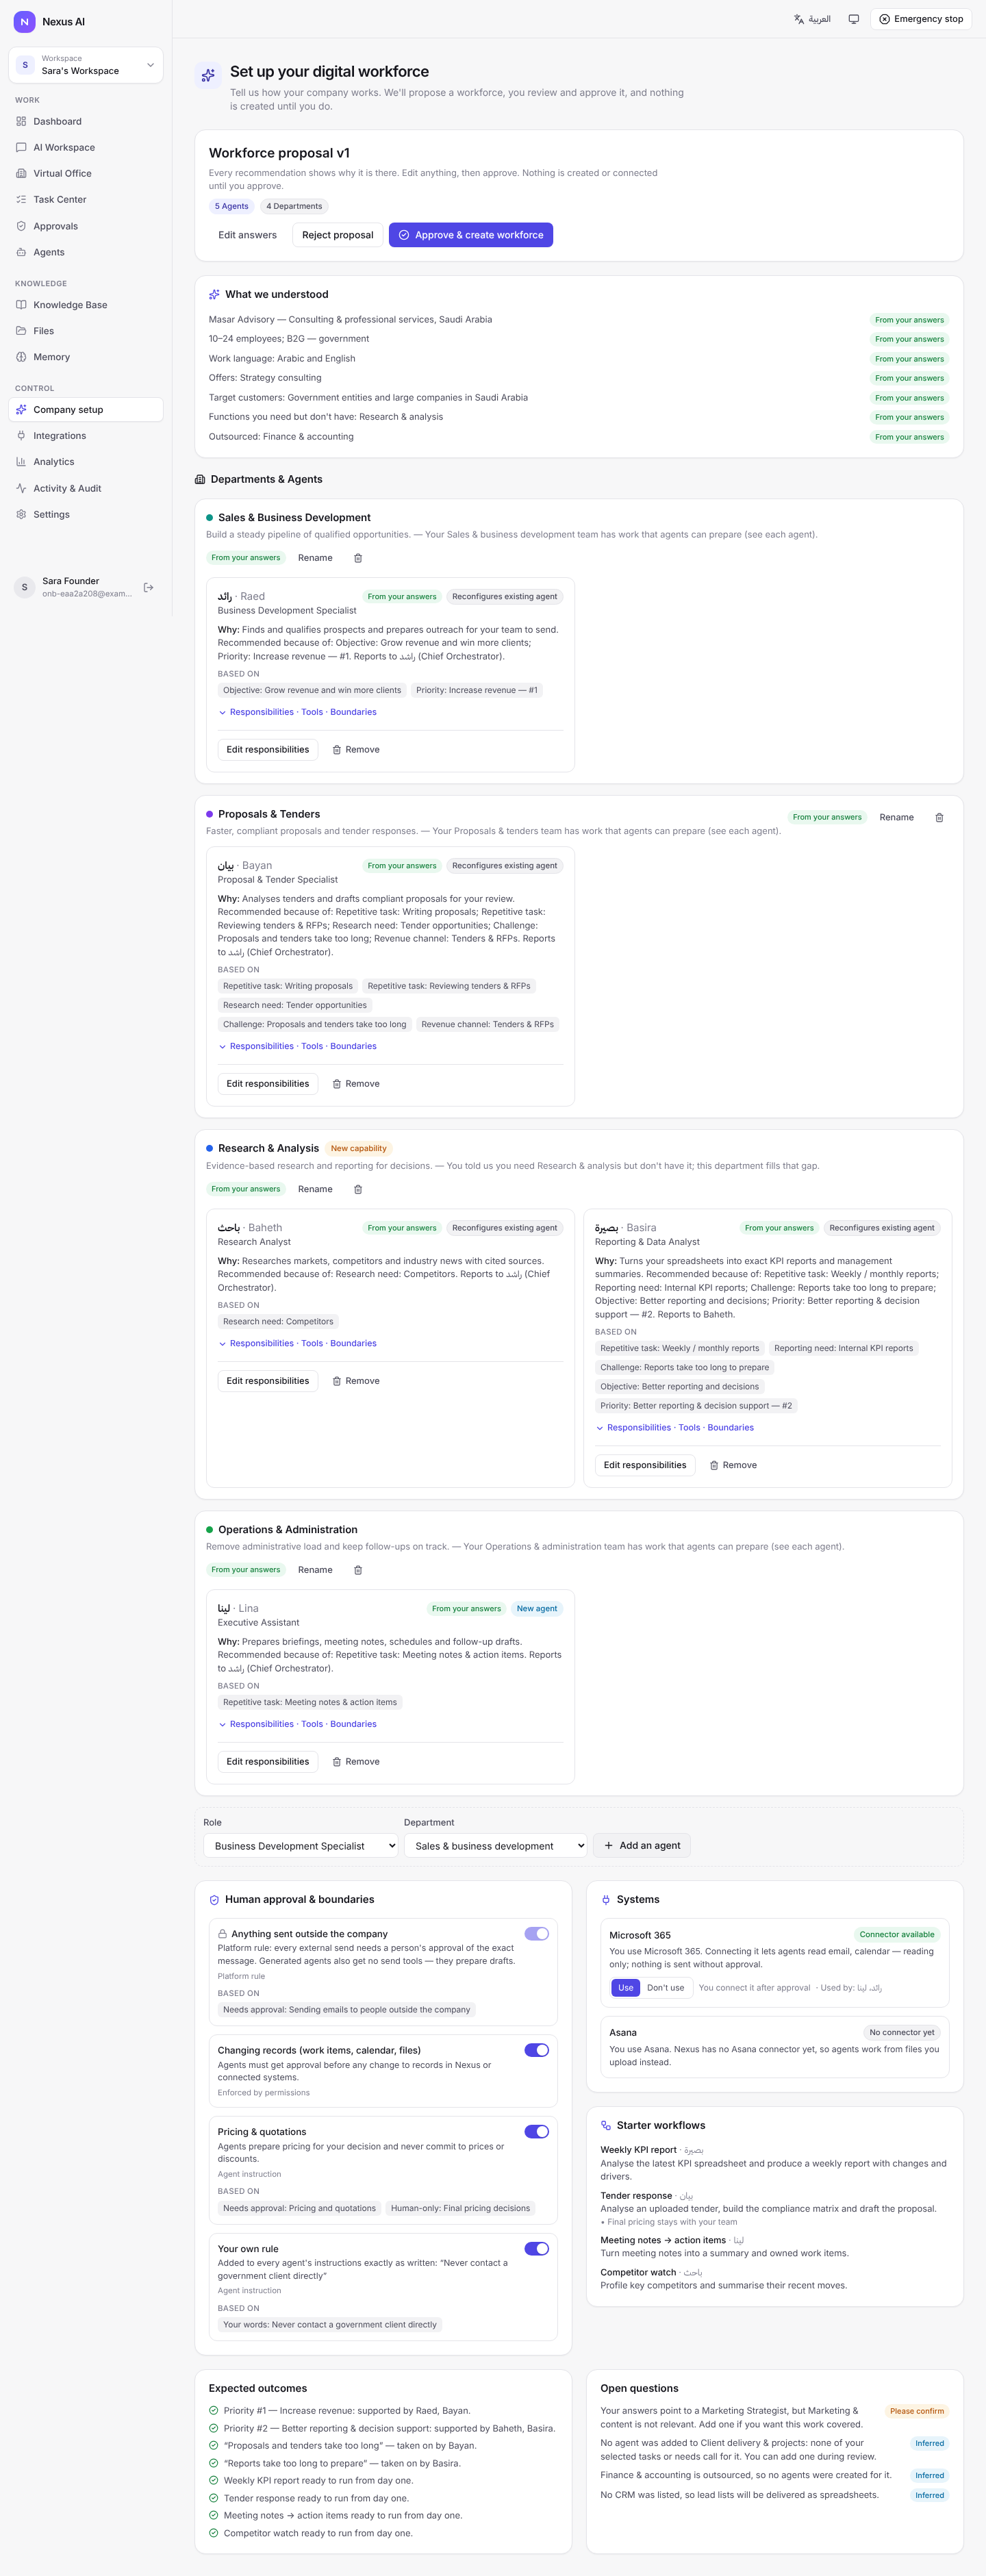 Nexus AI
Workspace
Sara's Workspace
WORK
Dashboard
AI Workspace
Virtual Office
Task Center
Approvals
Agents
KNOWLEDGE
Knowledge Base
Files
Memory
CONTROL
Company setup
Integrations
Analytics
Activity & Audit
Settings
S
Sara Founder
onb-eaa2a208@exam...
العربية
Emergency stop
Set up your digital workforce
Tell us how your company works. We'll propose a workforce, you review and approve it, and nothing
is created until you do.
Workforce proposal v1
Every recommendation shows why it is there. Edit anything, then approve. Nothing is created or connected
until you approve.
5 Agents 4 Departments
Edit answers Reject proposal Approve & create workforce
What we understood
Masar Advisory — Consulting & professional services, Saudi Arabia From your answers
10–24 employees; B2G — government From your answers
Work language: Arabic and English From your answers
Offers: Strategy consulting From your answers
Target customers: Government entities and large companies in Saudi Arabia From your answers
Functions you need but don't have: Research & analysis From your answers
Outsourced: Finance & accounting From your answers
Departments & Agents
Sales & Business Development
Build a steady pipeline of qualified opportunities. — Your Sales & business development team has work that agents can prepare (see each agent).
From your answers Rename
رائد · Raed From your answers Reconfigures existing agent
Business Development Specialist
Why: Finds and qualifies prospects and prepares outreach for your team to send.
Recommended because of: Objective: Grow revenue and win more clients;
Priority: Increase revenue — #1. Reports to راشد (Chief Orchestrator).
BASED ON
Objective: Grow revenue and win more clients Priority: Increase revenue — #1
Responsibilities · Tools · Boundaries
Edit responsibilities Remove
Proposals & Tenders From your answers Rename
Faster, compliant proposals and tender responses. — Your Proposals & tenders team has work that agents can prepare (see each agent).
بيان · Bayan From your answers Reconfigures existing agent
Proposal & Tender Specialist
Why: Analyses tenders and drafts compliant proposals for your review.
Recommended because of: Repetitive task: Writing proposals; Repetitive task:
Reviewing tenders & RFPs; Research need: Tender opportunities; Challenge:
Proposals and tenders take too long; Revenue channel: Tenders & RFPs. Reports
to راشد (Chief Orchestrator).
BASED ON
Repetitive task: Writing proposals Repetitive task: Reviewing tenders & RFPs
Research need: Tender opportunities
Challenge: Proposals and tenders take too long Revenue channel: Tenders & RFPs
Responsibilities · Tools · Boundaries
Edit responsibilities Remove
Research & Analysis New capability
Evidence-based research and reporting for decisions. — You told us you need Research & analysis but don't have it; this department fills that gap.
From your answers Rename
باحث · Baheth From your answers Reconfigures existing agent
Research Analyst
Why: Researches markets, competitors and industry news with cited sources.
Recommended because of: Research need: Competitors. Reports to راشد (Chief
Orchestrator).
BASED ON
Research need: Competitors
Responsibilities · Tools · Boundaries
Edit responsibilities Remove
بصيرة · Basira From your answers Reconfigures existing agent
Reporting & Data Analyst
Why: Turns your spreadsheets into exact KPI reports and management
summaries. Recommended because of: Repetitive task: Weekly / monthly reports;
Reporting need: Internal KPI reports; Challenge: Reports take too long to prepare;
Objective: Better reporting and decisions; Priority: Better reporting & decision
support — #2. Reports to Baheth.
BASED ON
Repetitive task: Weekly / monthly reports Reporting need: Internal KPI reports
Challenge: Reports take too long to prepare
Objective: Better reporting and decisions
Priority: Better reporting & decision support — #2
Responsibilities · Tools · Boundaries
Edit responsibilities Remove
Operations & Administration
Remove administrative load and keep follow-ups on track. — Your Operations & administration team has work that agents can prepare (see each agent).
From your answers Rename
لينا · Lina From your answers New agent
Executive Assistant
Why: Prepares briefings, meeting notes, schedules and follow-up drafts.
Recommended because of: Repetitive task: Meeting notes & action items. Reports
to راشد (Chief Orchestrator).
BASED ON
Repetitive task: Meeting notes & action items
Responsibilities · Tools · Boundaries
Edit responsibilities Remove
Role Department
Business Development Specialist Sales & business development Add an agent
Human approval & boundaries
Anything sent outside the company
Platform rule: every external send needs a person's approval of the exact
message. Generated agents also get no send tools — they prepare drafts.
Platform rule
BASED ON
Needs approval: Sending emails to people outside the company
Changing records (work items, calendar, files)
Agents must get approval before any change to records in Nexus or
connected systems.
Enforced by permissions
Pricing & quotations
Agents prepare pricing for your decision and never commit to prices or
discounts.
Agent instruction
BASED ON
Needs approval: Pricing and quotations Human-only: Final pricing decisions
Your own rule
Added to every agent's instructions exactly as written: “Never contact a
government client directly”
Agent instruction
BASED ON
Your words: Never contact a government client directly
Systems
Microsoft 365 Connector available
You use Microsoft 365. Connecting it lets agents read email, calendar — reading
only; nothing is sent without approval.
Use Don't use You connect it after approval · Used by: رائد، لينا
Asana No connector yet
You use Asana. Nexus has no Asana connector yet, so agents work from files you
upload instead.
Starter workflows
Weekly KPI report · بصيرة
Analyse the latest KPI spreadsheet and produce a weekly report with changes and
drivers.
Tender response · بيان
Analyse an uploaded tender, build the compliance matrix and draft the proposal.
• Final pricing stays with your team
Meeting notes → action items · لينا
Turn meeting notes into a summary and owned work items.
Competitor watch · باحث
Profile key competitors and summarise their recent moves.
Expected outcomes
Priority #1 — Increase revenue: supported by Raed, Bayan.
Priority #2 — Better reporting & decision support: supported by Baheth, Basira.
“Proposals and tenders take too long” — taken on by Bayan.
“Reports take too long to prepare” — taken on by Basira.
Weekly KPI report ready to run from day one.
Tender response ready to run from day one.
Meeting notes → action items ready to run from day one.
Competitor watch ready to run from day one.
Open questions
Your answers point to a Marketing Strategist, but Marketing & Please confirm
content is not relevant. Add one if you want this work covered.
No agent was added to Client delivery & projects: none of your Inferred
selected tasks or needs call for it. You can add one during review.
Finance & accounting is outsourced, so no agents were created for it. Inferred
No CRM was listed, so lead lists will be delivered as spreadsheets. Inferred